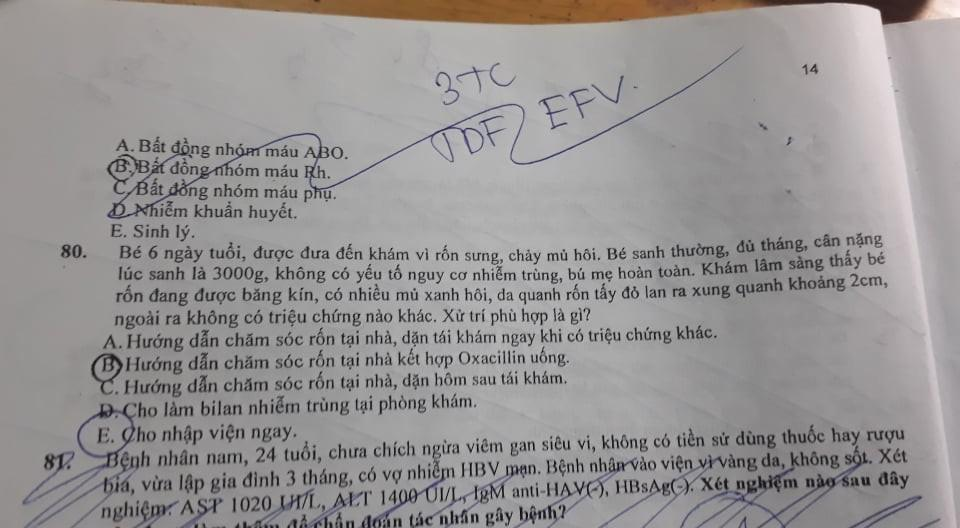 14
3TC
TDF EFV.
A. Bất đồng nhóm máu ABO.
B. Bất đồng nhóm máu Rh.
C. Bất đồng nhóm máu phụ.
D. Nhiễm khuẩn huyết.
E. Sinh lý.
80. Bé 6 ngày tuổi, được đưa đến khám vì rốn sưng, chảy mủ hôi. Bé sanh thường, đủ tháng, cân nặng
lúc sanh là 3000g, không có yếu tố nguy cơ nhiễm trùng, bú mẹ hoàn toàn. Khám lâm sàng thấy bé
rốn đang được băng kín, có nhiều mủ xanh hôi, da quanh rốn tấy đỏ lan ra xung quanh khoảng 2cm,
ngoài ra không có triệu chứng nào khác. Xử trí phù hợp là gì?
A. Hướng dẫn chăm sóc rốn tại nhà, dặn tái khám ngay khi có triệu chứng khác.
B. Hướng dẫn chăm sóc rốn tại nhà kết hợp Oxacillin uống.
C. Hướng dẫn chăm sóc rốn tại nhà, dặn hôm sau tái khám.
D. Cho làm bilan nhiễm trùng tại phòng khám.
E. Cho nhập viện ngay.
81. Bệnh nhân nam, 24 tuổi, chưa chích ngừa viêm gan siêu vi, không có tiền sử dùng thuốc hay rượu
bia, vừa lập gia đình 3 tháng, có vợ nhiễm HBV mạn. Bệnh nhân vào viện vì vàng da, không sốt. Xét
nghiệm: AST 1020 UI/L, ALT 1400 UI/L, IgM anti-HAV(-), HBsAg(-). Xét nghiệm nào sau đây
làm thêm để chẩn đoán tác nhân gây bệnh?